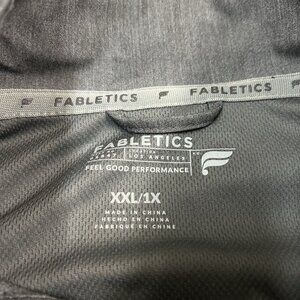 FABLETICS
FABLETICS
LOS ANGELES
FEEL GOOD PERFORMANCE
XXL/1X
MADE IN CHINA
HECHO EN CHINA
FABRIQUÉ EN CHINE